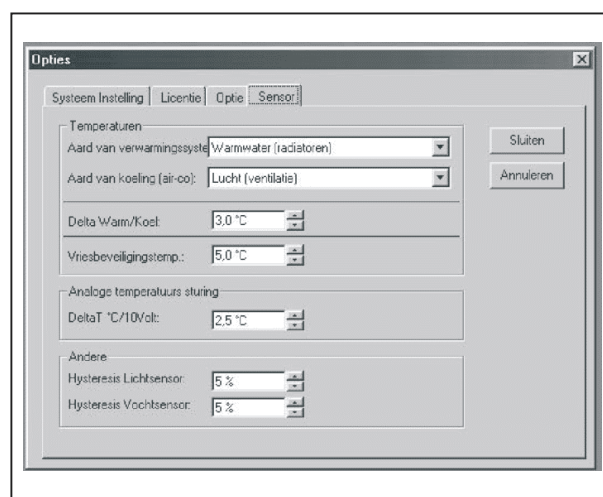 Opties
Systeem Instelling Licentie Optie Sensor
Temperaturen
Aard van verwarmingssyste Warmwater (radiatoren)
Sluiten
Aard van koeling (air-co): Lucht (ventilatie)
Annuleren
Delta Warm/Koel: 3,0 °C
Vriesbeveiligingstemp.: 5,0 °C
Analoge temperatuurs sturing
DeltaT °C/10Volt: 2,5 °C
Andere
Hysteresis Lichtsensor: 5 %
Hysteresis Vochtsensor: 5 %